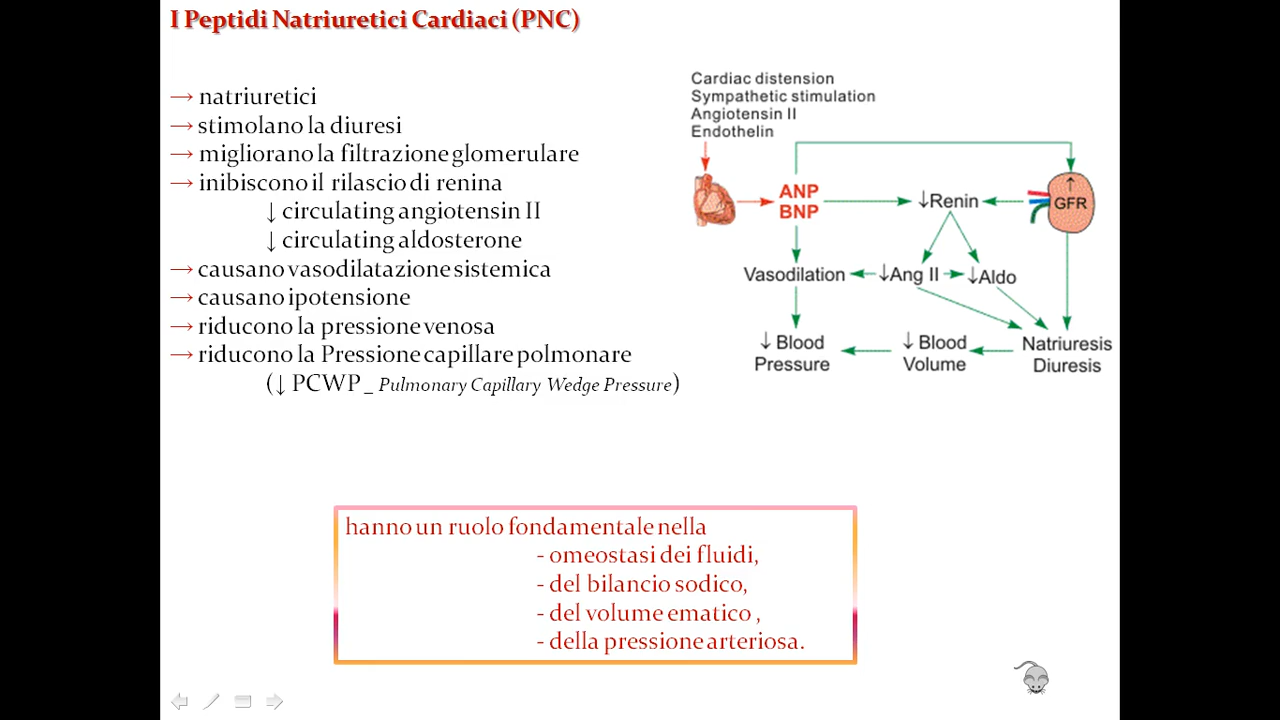 I Peptidi Natriuretici Cardiaci (PNC)
→ natriuretici
→ stimolano la diuresi
→ migliorano la filtrazione glomerulare
→ inibiscono il rilascio di renina
↓ circulating angiotensin II
↓ circulating aldosterone
→ causano vasodilatazione sistemica
→ causano ipotensione
→ riducono la pressione venosa
→ riducono la Pressione capillare polmonare
(↓ PCWP _ Pulmonary Capillary Wedge Pressure)
Cardiac distension
Sympathetic stimulation
Angiotensin II
Endothelin
ANP
BNP
↓Renin
↑
GFR
Vasodilation
↓Ang II
↓Aldo
↓ Blood
Pressure
↓ Blood
Volume
Natriuresis
Diuresis
hanno un ruolo fondamentale nella
- omeostasi dei fluidi,
- del bilancio sodico,
- del volume ematico ,
- della pressione arteriosa.